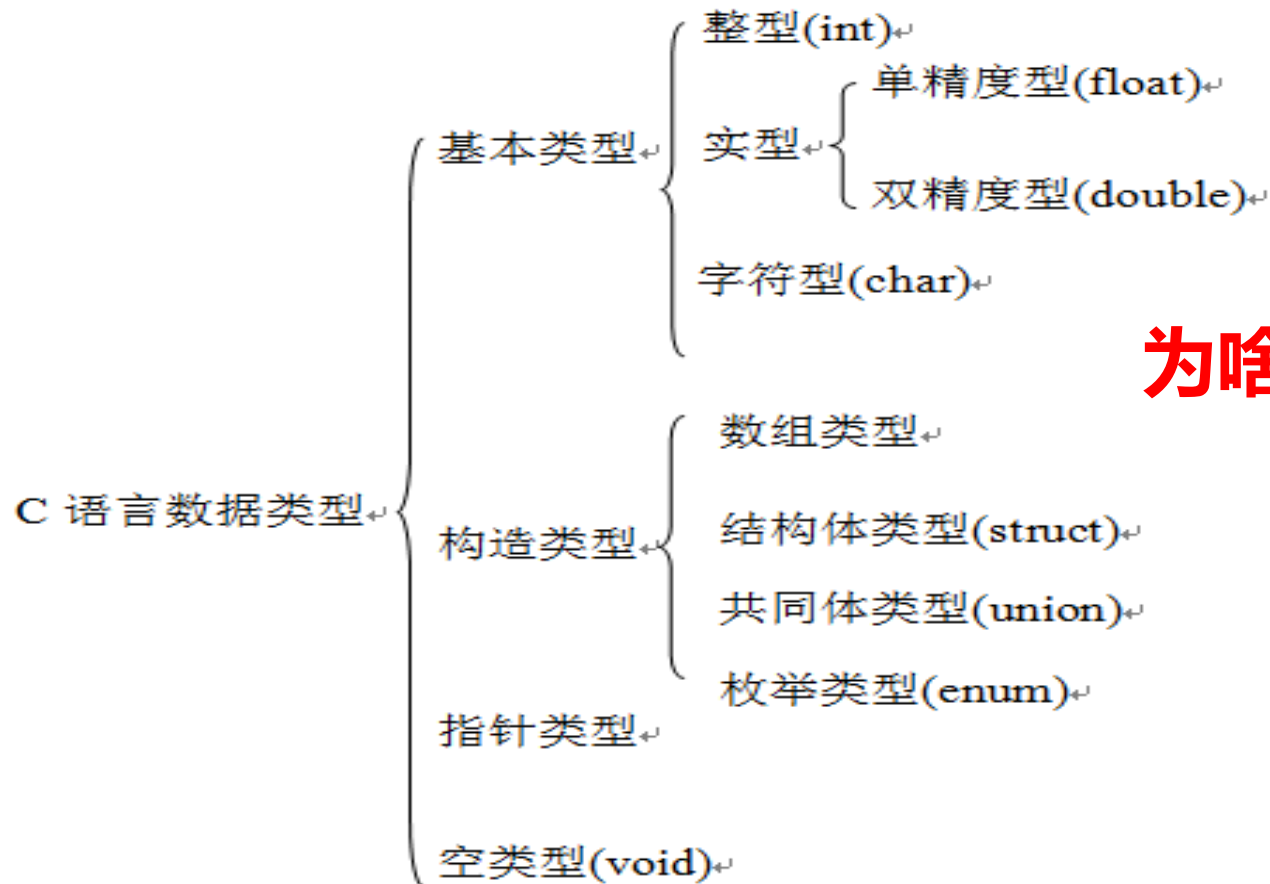 整型(int)
单精度型(float)
基本类型
实型
双精度型(double)
字符型(char)
为啥
数组类型
C 语言数据类型
构造类型
结构体类型(struct)
共同体类型(union)
枚举类型(enum)
指针类型
空类型(void)